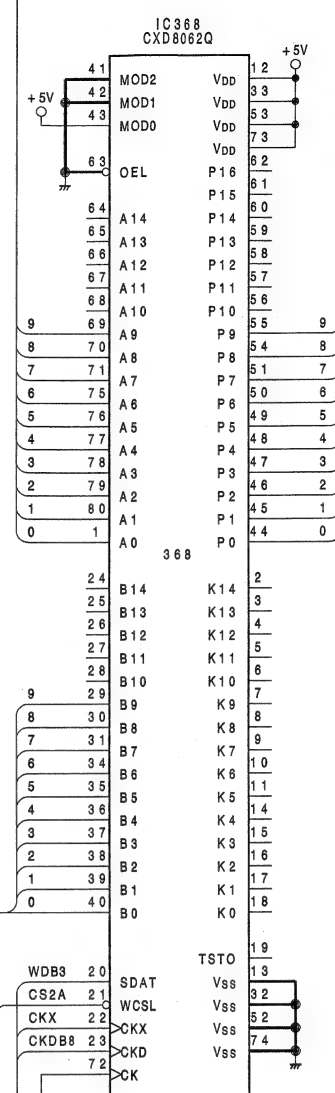 IC368
CXD8062Q
+5V
41 MOD2 VDD 12
42 MOD1 VDD 33
+5V
43 MOD0 VDD 53
VDD 73
63 OEL P16 62
P15 61
64 A14 P14 60
65 A13 P13 59
66 A12 P12 58
67 A11 P11 57
68 A10 P10 56
9 69 A9 P9 55 9
8 70 A8 P8 54 8
7 71 A7 P7 51 7
6 75 A6 P6 50 6
5 76 A5 P5 49 5
4 77 A4 P4 48 4
3 78 A3 P3 47 3
2 79 A2 P2 46 2
1 80 A1 P1 45 1
0 1 A0 P0 44 0
368
24 B14 K14 2
25 B13 K13 3
26 B12 K12 4
27 B11 K11 5
28 B10 K10 6
9 29 B9 K9 7
8 30 B8 K8 8
7 31 B7 K7 9
6 34 B6 K6 10
5 35 B5 K5 11
4 36 B4 K4 14
3 37 B3 K3 15
2 38 B2 K2 16
1 39 B1 K1 17
0 40 B0 K0 18
TSTO 19
WDB3 20 SDAT VSS 13
CS2A 21 WCSL VSS 32
CKX 22 CKX VSS 52
CKDB8 23 CKD VSS 74
72 CK